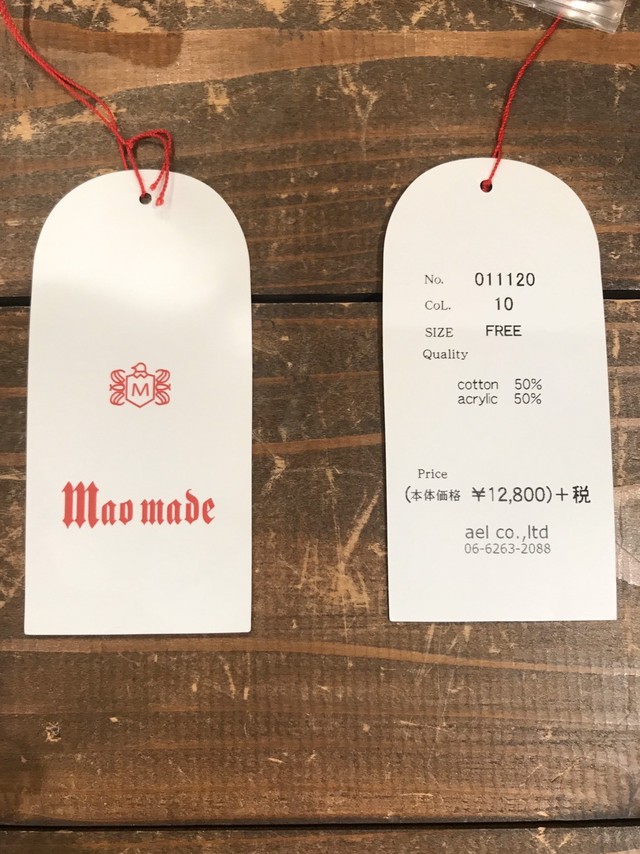 M
Mao made
No. 011120
CoL. 10
SIZE FREE
Quality
cotton 50%
acrylic 50%
Price
(本体価格 ¥12,800)+税
ael co.,ltd
06-6263-2088